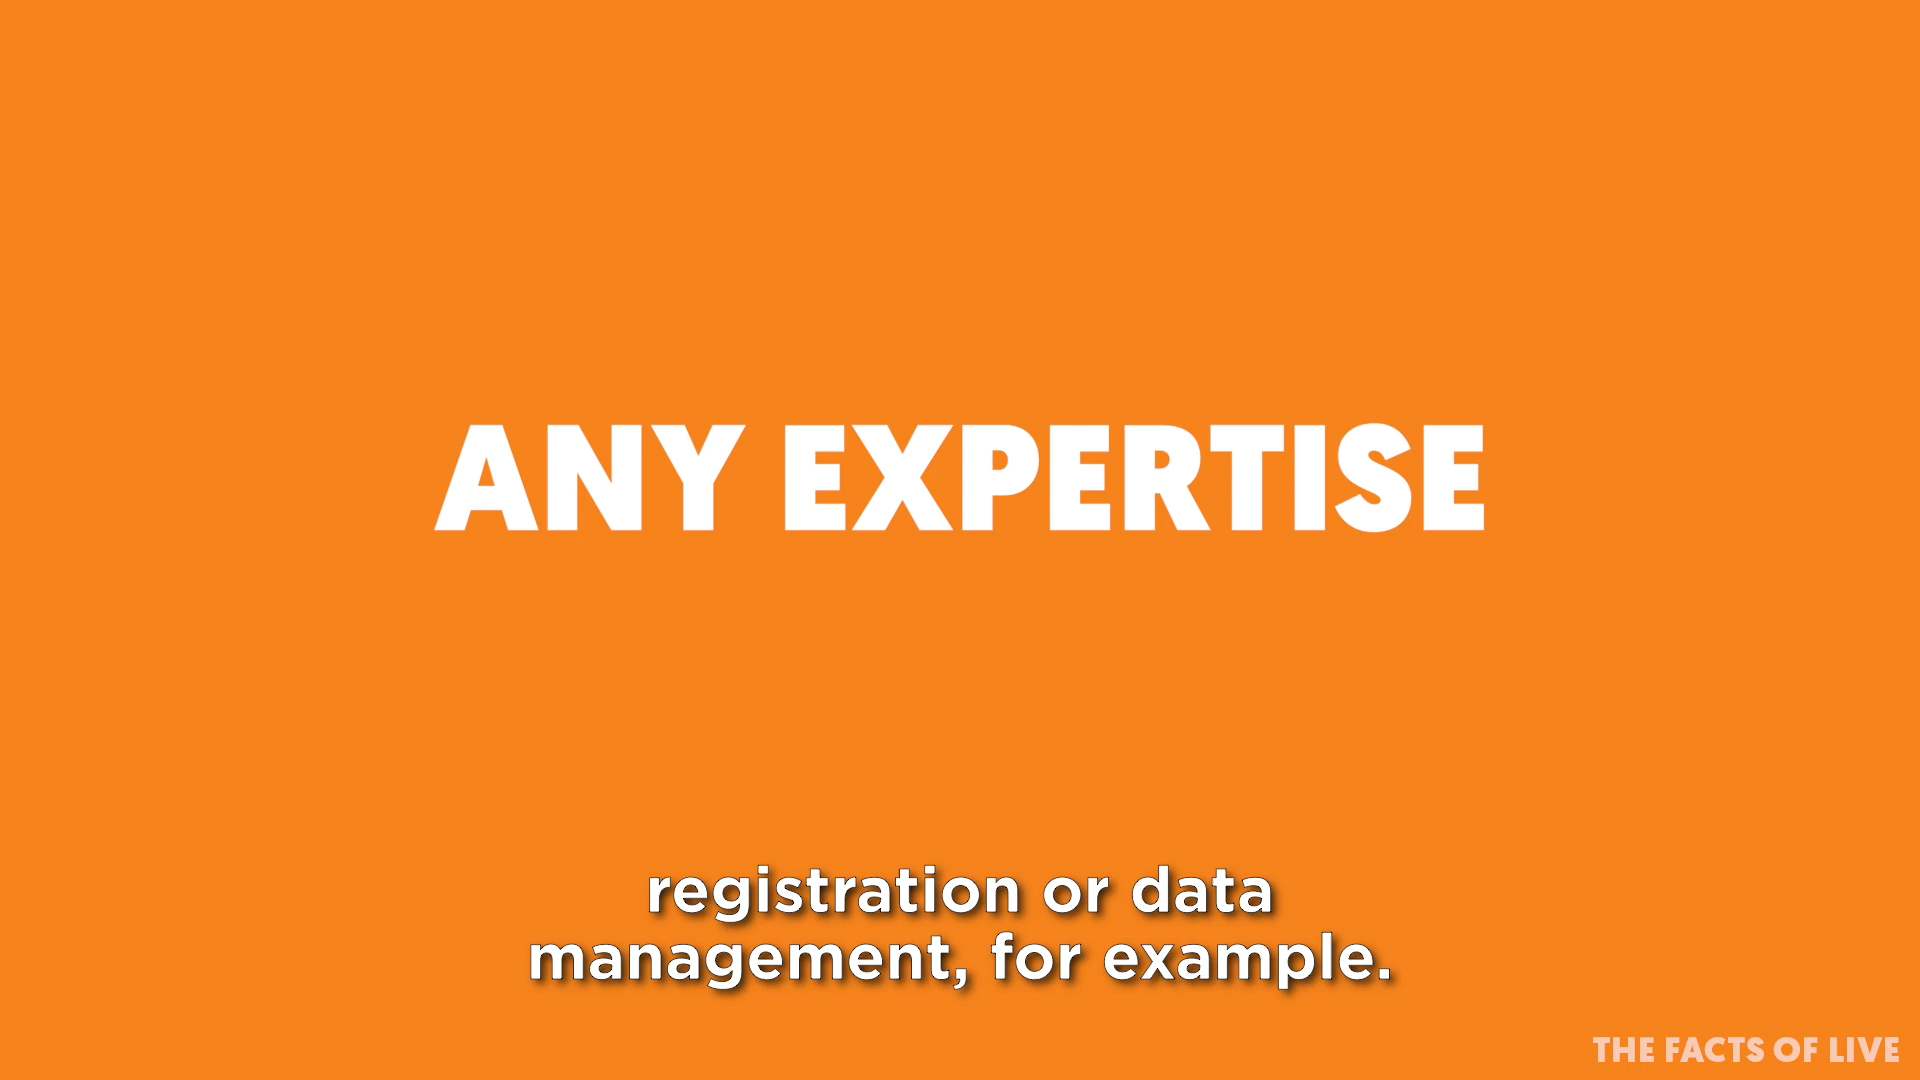 ANY EXPERTISE
registration or data
management, for example.
THE FACTS OF LIVE